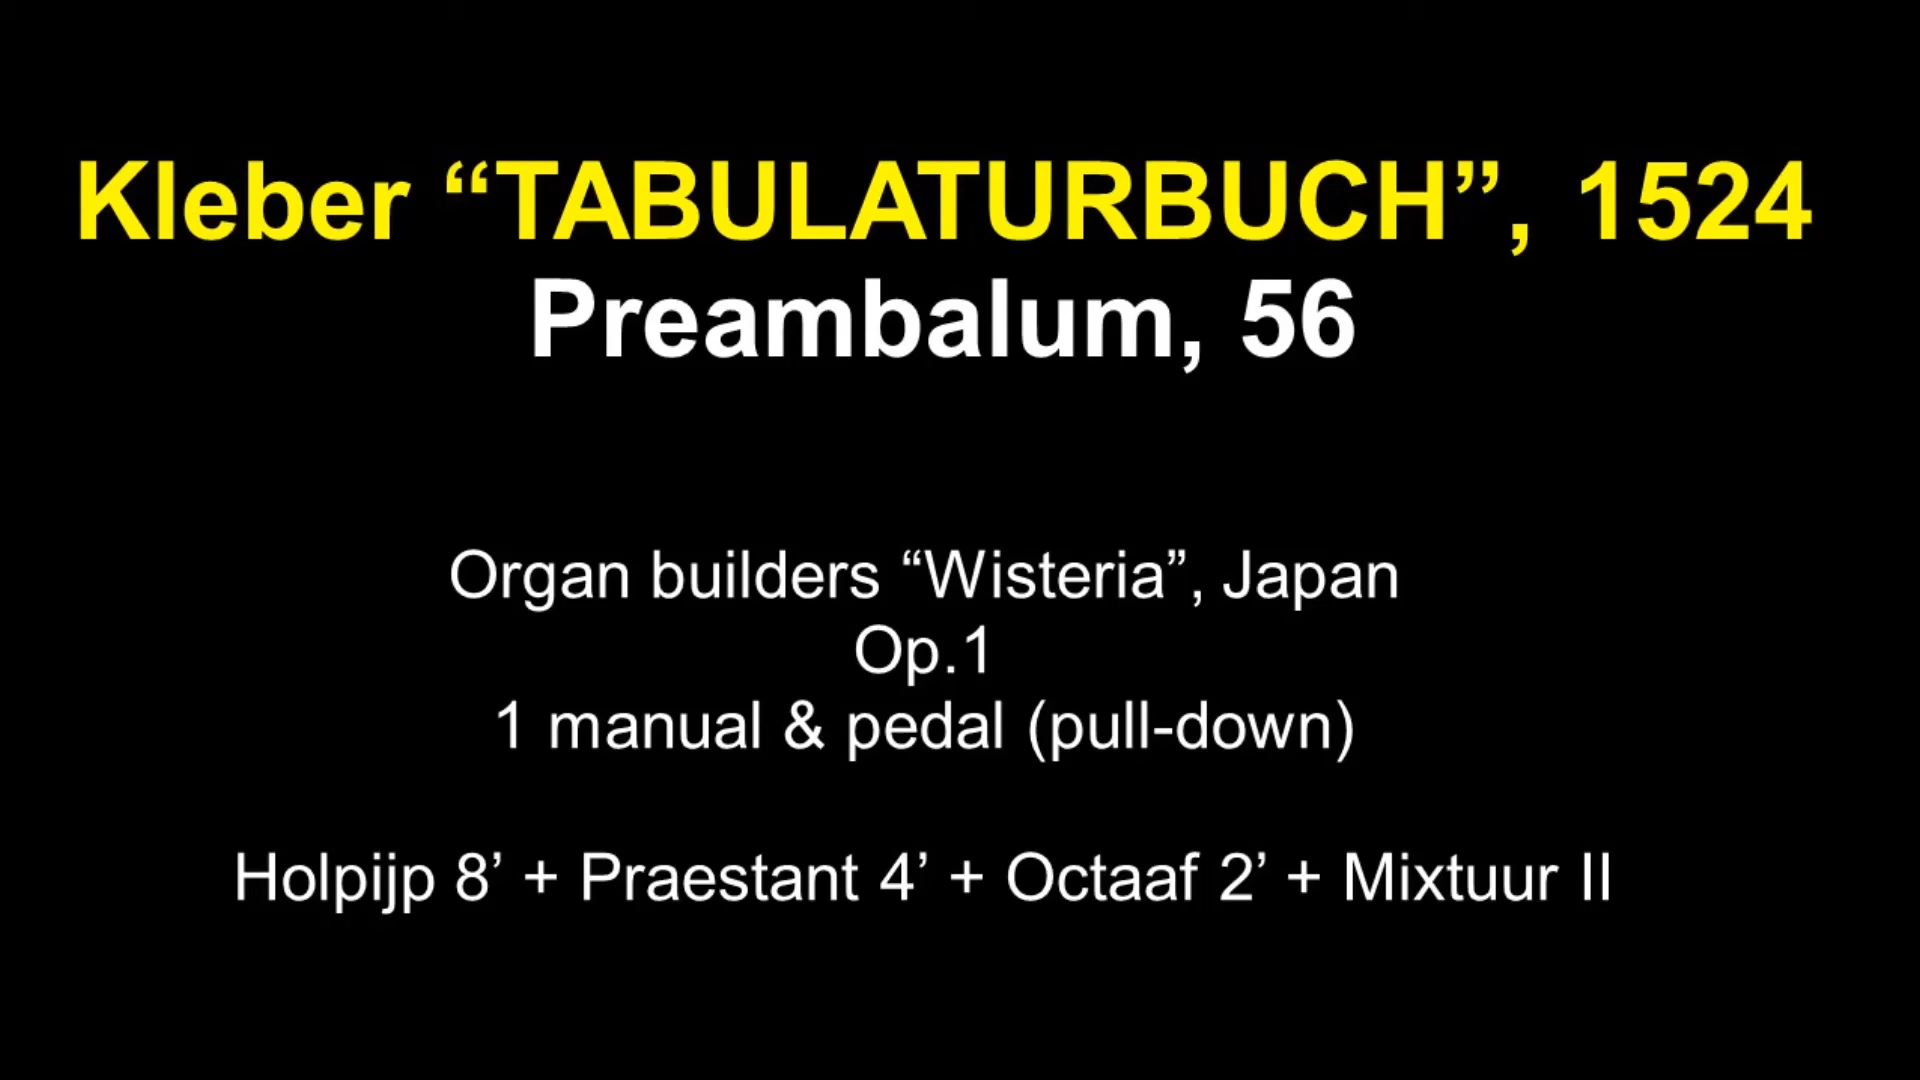 Kleber “TABULATURBUCH”, 1524
Preambalum, 56
Organ builders “Wisteria”, Japan
Op.1
1 manual & pedal (pull-down)
Holpijp 8’ + Praestant 4’ + Octaaf 2’ + Mixtuur II